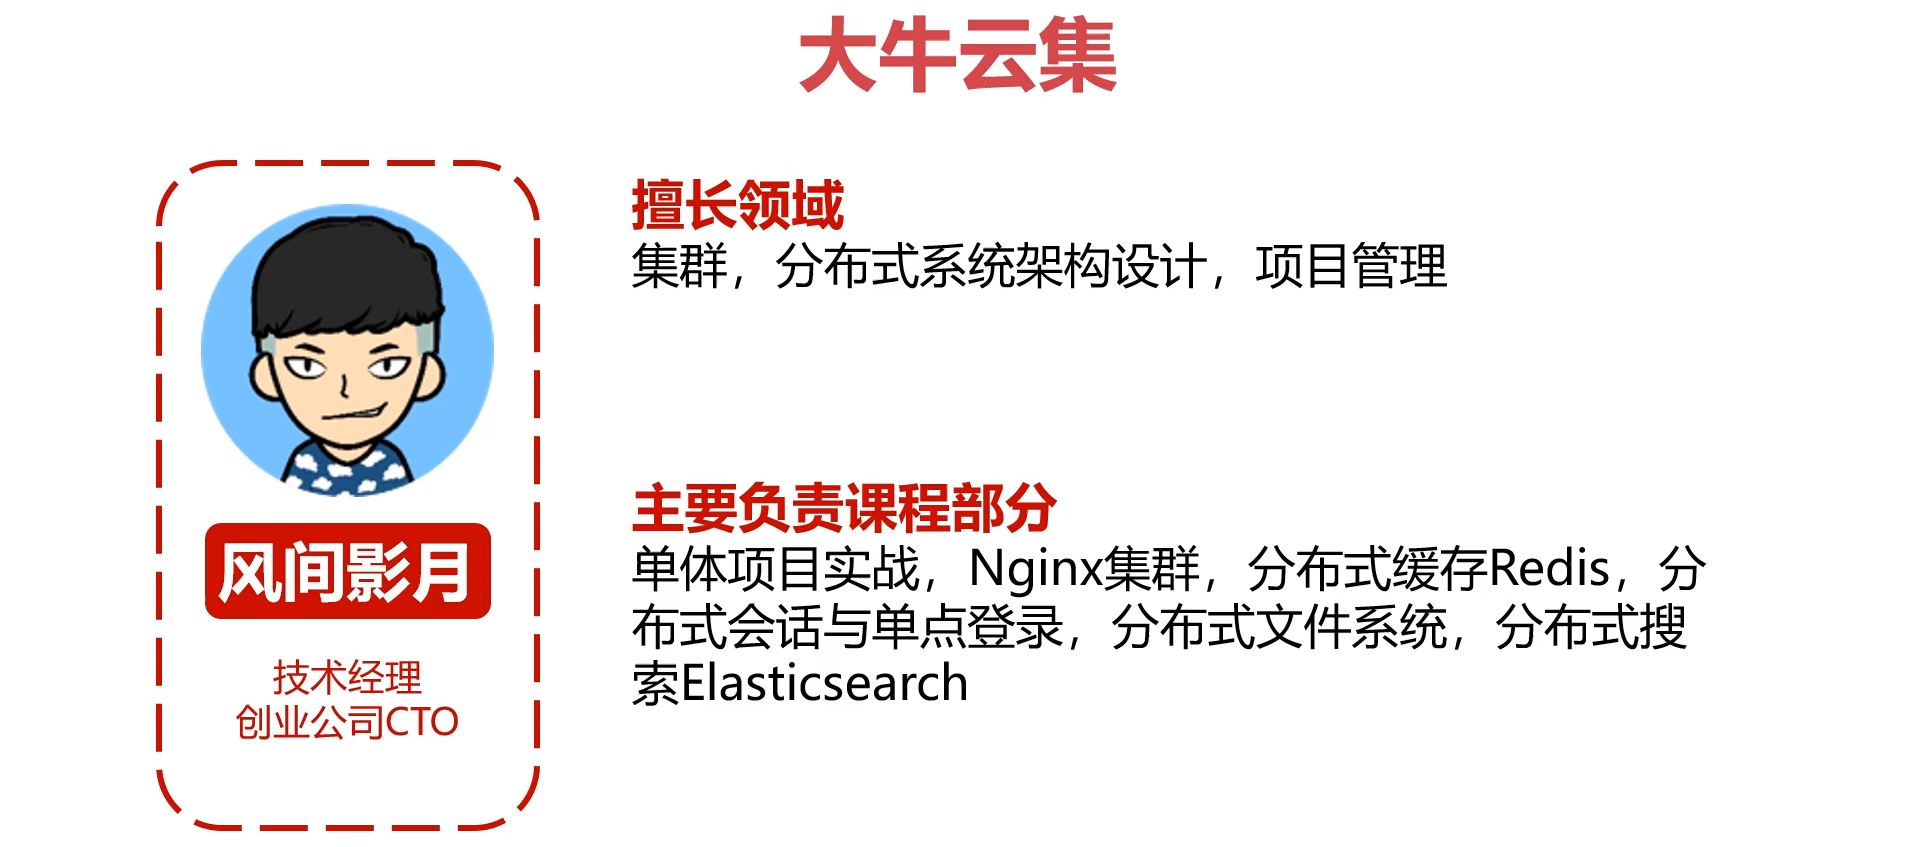 大牛云集
风间影月
技术经理
创业公司CTO
擅长领域
集群，分布式系统架构设计，项目管理
主要负责课程部分
单体项目实战，Nginx集群，分布式缓存Redis，分
布式会话与单点登录，分布式文件系统，分布式搜
索Elasticsearch